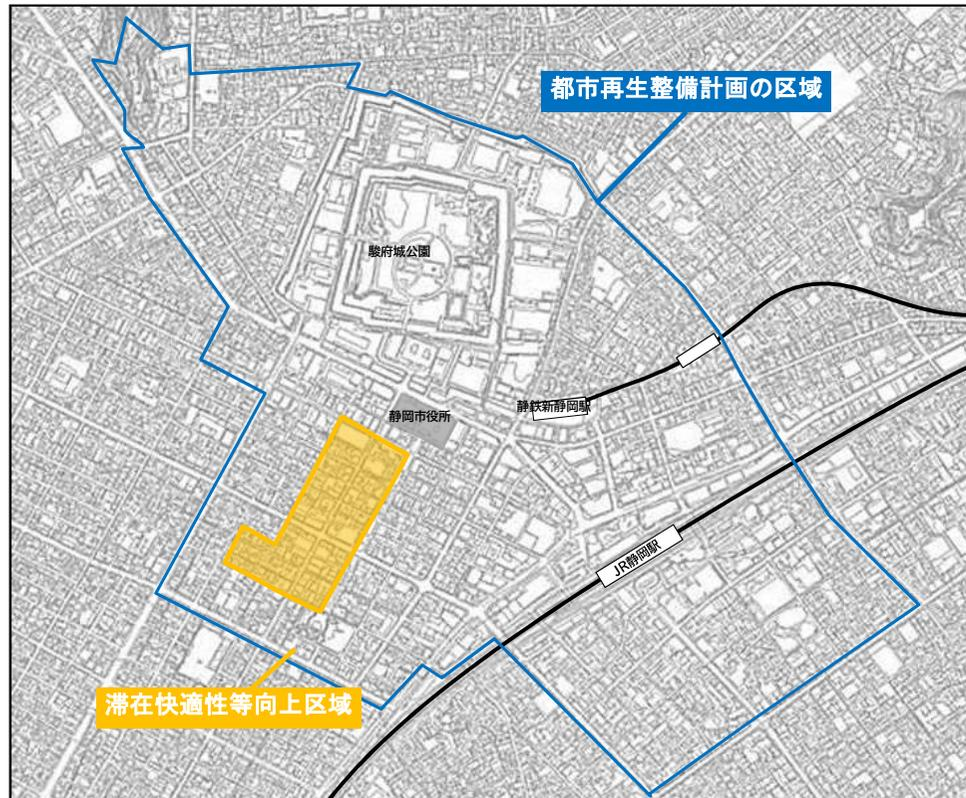 都市再生整備計画の区域
駿府城公園
静鉄新静岡駅
静岡市役所
JR静岡駅
滞在快適性等向上区域